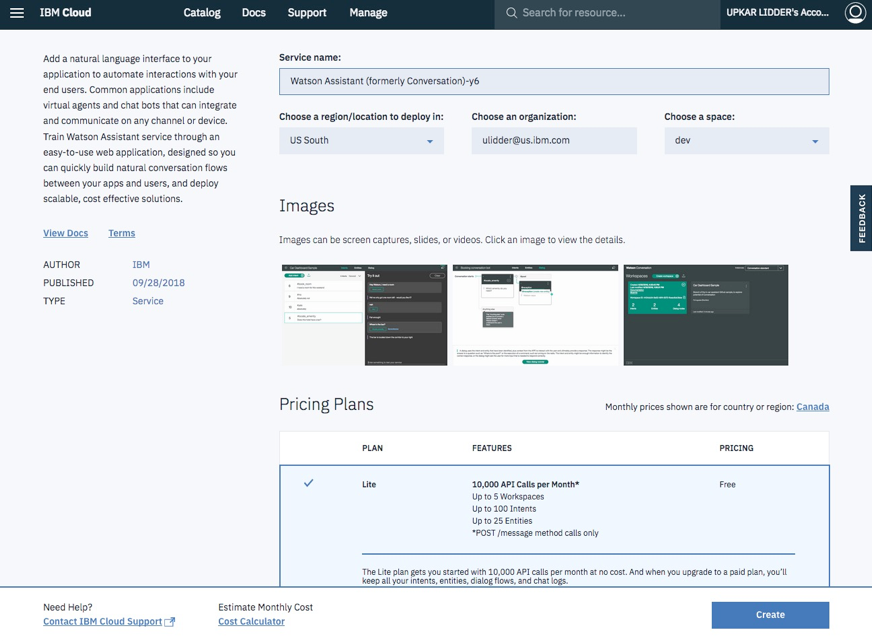 IBM Cloud
Catalog Docs Support Manage
Search for resource...
UPKAR LIDDER's Acco...
Add a natural language interface to your
application to automate interactions with your
end users. Common applications include
virtual agents and chat bots that can integrate
and communicate on any channel or device.
Train Watson Assistant service through an
easy-to-use web application, designed so you
can quickly build natural conversation flows
between your apps and users, and deploy
scalable, cost effective solutions.
View Docs Terms
AUTHOR IBM
PUBLISHED 09/28/2018
TYPE Service
Service name:
Watson Assistant (formerly Conversation)-y6
Choose a region/location to deploy in: Choose an organization: Choose a space:
US South ulidder@us.ibm.com dev
FEEDBACK
Images
Images can be screen captures, slides, or videos. Click an image to view the details.
Pricing Plans
Monthly prices shown are for country or region: Canada
PLAN FEATURES PRICING
Lite 10,000 API Calls per Month* Free
Up to 5 Workspaces
Up to 100 Intents
Up to 25 Entities
*POST /message method calls only
The Lite plan gets you started with 10,000 API calls per month at no cost. And when you upgrade to a paid plan, you'll
keep all your intents, entities, dialog flows, and chat logs.
Need Help? Estimate Monthly Cost
Contact IBM Cloud Support Cost Calculator
Create